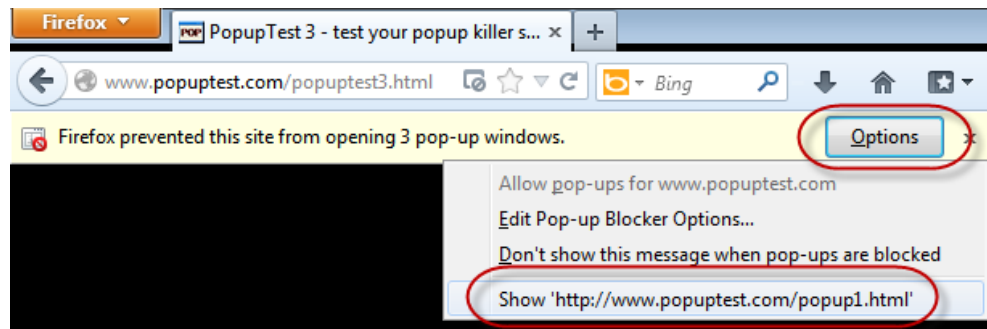 Firefox
POP PopupTest 3 - test your popup killer s... × +
www.popuptest.com/popuptest3.html Bing
Firefox prevented this site from opening 3 pop-up windows. Options x
Allow pop-ups for www.popuptest.com
Edit Pop-up Blocker Options...
Don't show this message when pop-ups are blocked
Show 'http://www.popuptest.com/popup1.html'